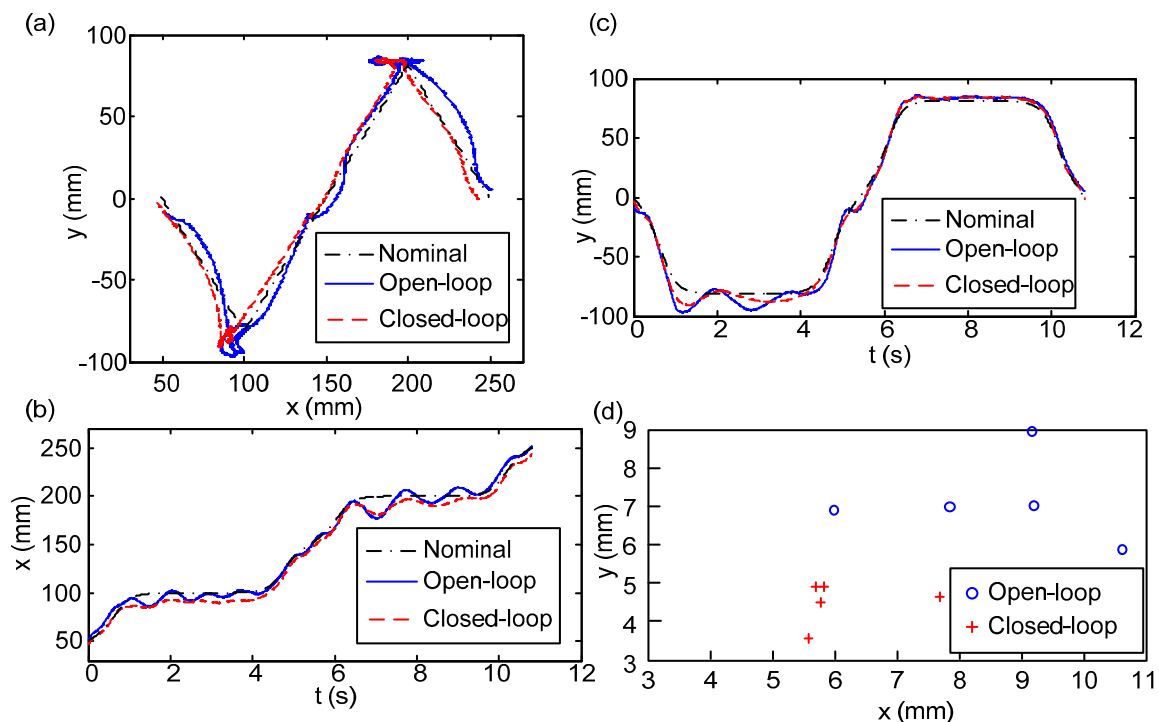 (a)
100
50
0
-50
-100
y (mm)
50
100
150
200
250
x (mm)
Nominal
Open-loop
Closed-loop
(c)
100
50
0
-50
-100
y (mm)
0
2
4
6
8
10
12
t (s)
Nominal
Open-loop
Closed-loop
(b)
250
200
150
100
50
x (mm)
0
2
4
6
8
10
12
t (s)
Nominal
Open-loop
Closed-loop
(d)
9
8
7
6
5
4
3
y (mm)
3
4
5
6
7
8
9
10
11
x (mm)
Open-loop
Closed-loop